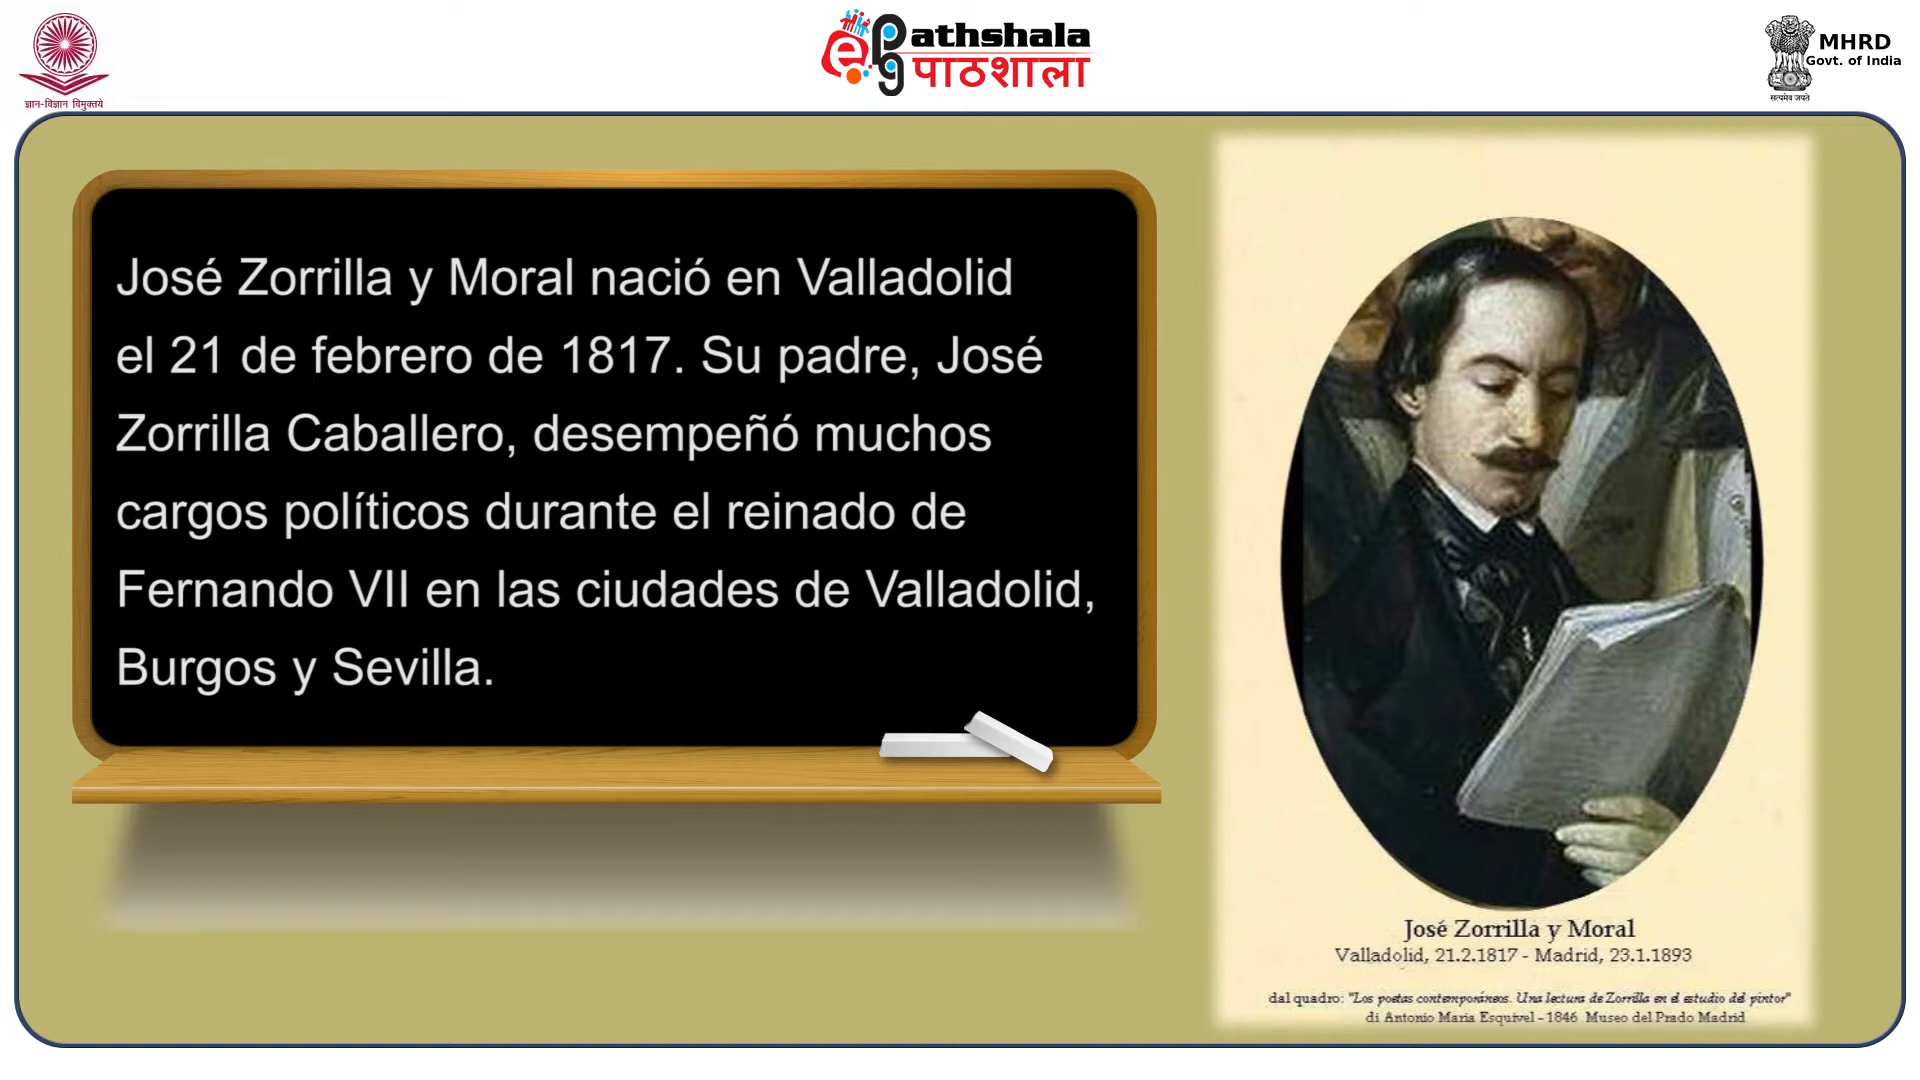 ज्ञान-विज्ञान विमुक्तये
ePathshala
पाठशाला
MHRD
Govt. of India
सत्यमेव जयते
José Zorrilla y Moral nació en Valladolid
el 21 de febrero de 1817. Su padre, José
Zorrilla Caballero, desempeñó muchos
cargos políticos durante el reinado de
Fernando VII en las ciudades de Valladolid,
Burgos y Sevilla.
José Zorrilla y Moral
Valladolid, 21.2.1817 - Madrid, 23.1.1893
dal quadro: "Los poetas contemporáneos. Una lectura de Zorrilla en el estudio del pintor"
di Antonio Maria Esquivel - 1846 Museo del Prado Madrid